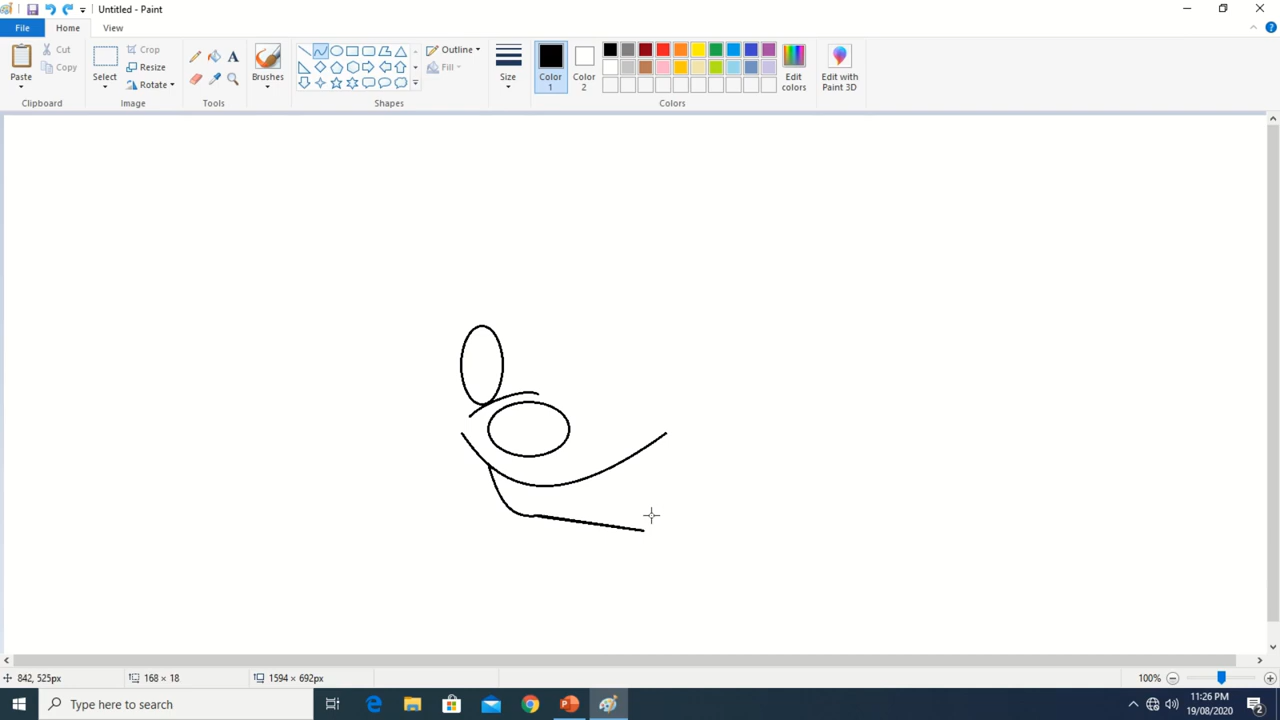 Untitled - Paint
File Home View
Paste
Cut
Copy
Clipboard
Select
Crop
Resize
Rotate
Image
Tools
Brushes
Shapes
Outline
Fill
Size
Color 1
Color 2
Edit colors
Colors
Edit with Paint 3D
842, 525px 168 × 18 1594 × 692px 100%
Type here to search
11:26 PM
19/08/2020
2